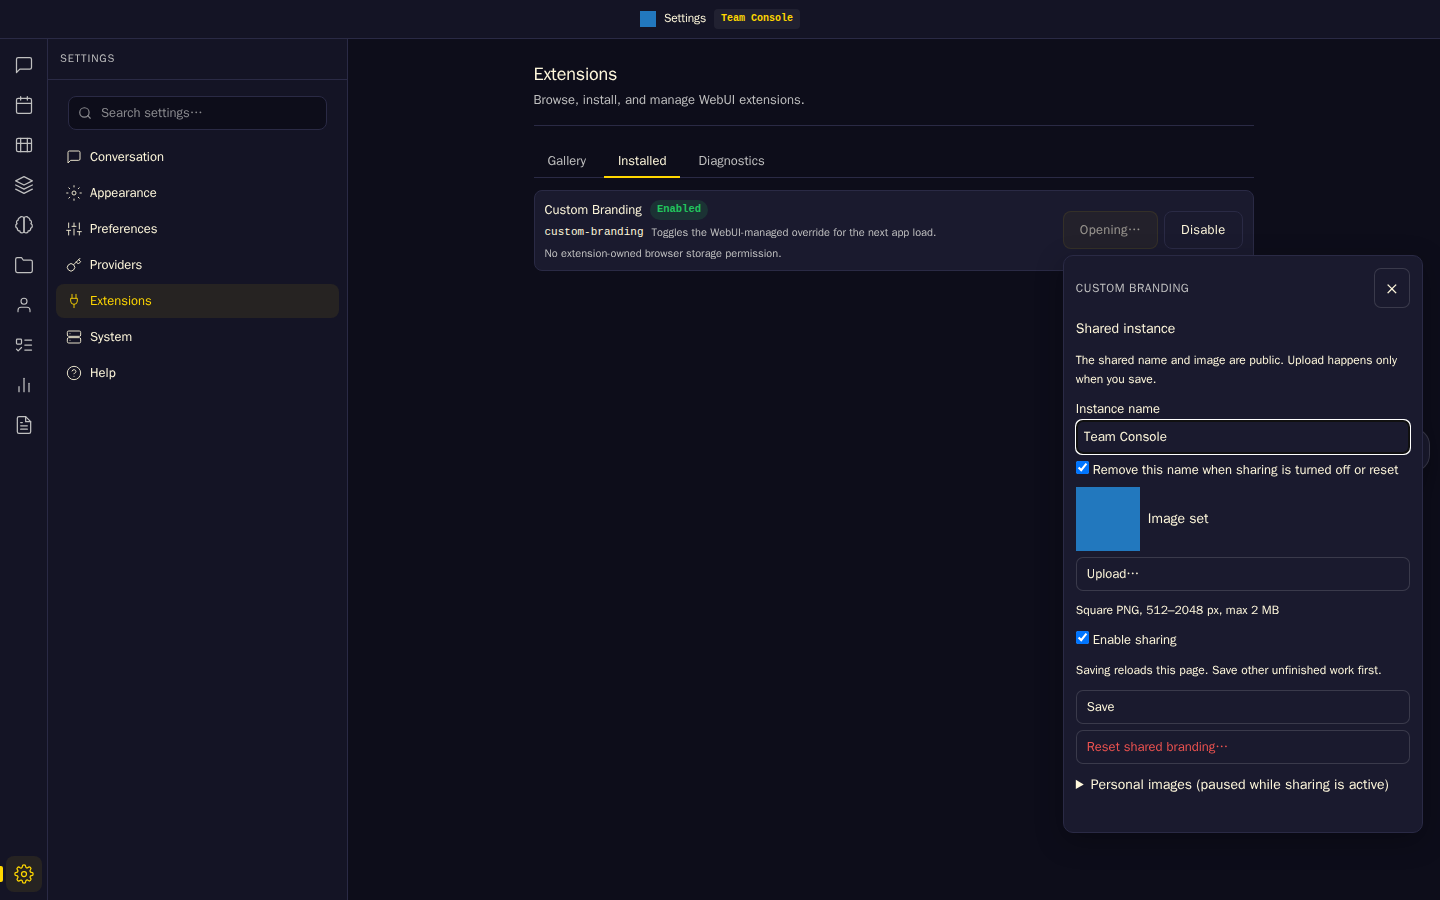 Settings Team Console
SETTINGS
Search settings…
Conversation
Appearance
Preferences
Providers
Extensions
System
Help
Extensions
Browse, install, and manage WebUI extensions.
Gallery Installed Diagnostics
Custom Branding Enabled
custom-branding Toggles the WebUI-managed override for the next app load.
No extension-owned browser storage permission.
Opening… Disable
CUSTOM BRANDING
Shared instance
The shared name and image are public. Upload happens only
when you save.
Instance name
Team Console
Remove this name when sharing is turned off or reset
Image set
Upload…
Square PNG, 512–2048 px, max 2 MB
Enable sharing
Saving reloads this page. Save other unfinished work first.
Save
Reset shared branding…
Personal images (paused while sharing is active)